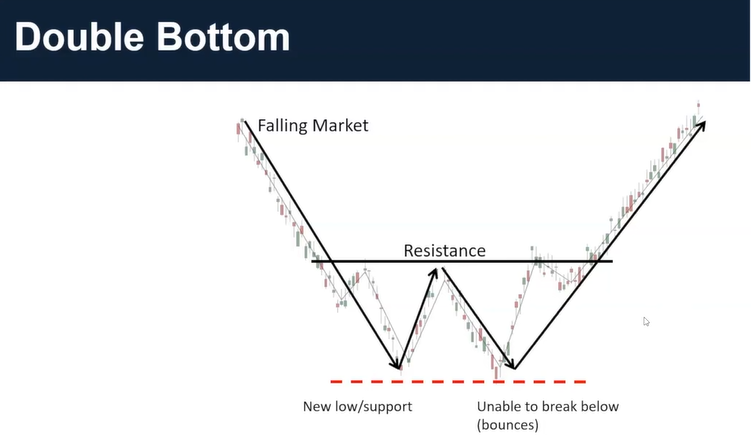 Double Bottom
Falling Market
Resistance
New low/support
Unable to break below
(bounces)